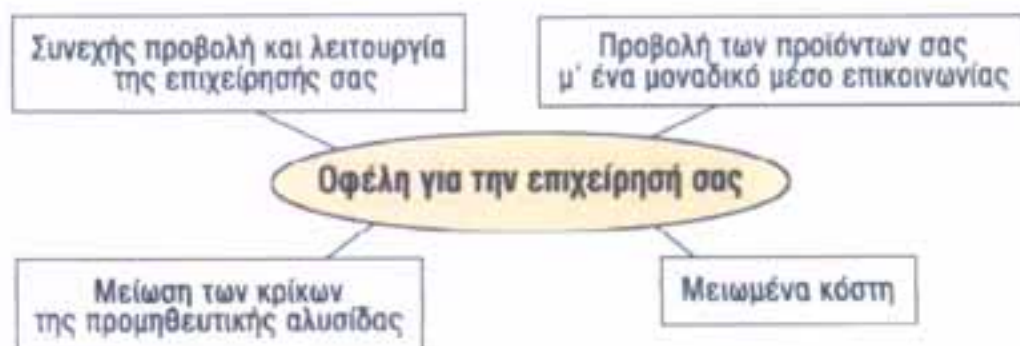 Συνεχής προβολή και λειτουργία
της επιχείρησής σας
Προβολή των προϊόντων σας
μ' ένα μοναδικό μέσο επικοινωνίας
Οφέλη για την επιχείρησή σας
Μείωση των κρίκων
της προμηθευτικής αλυσίδας
Μειωμένα κόστη